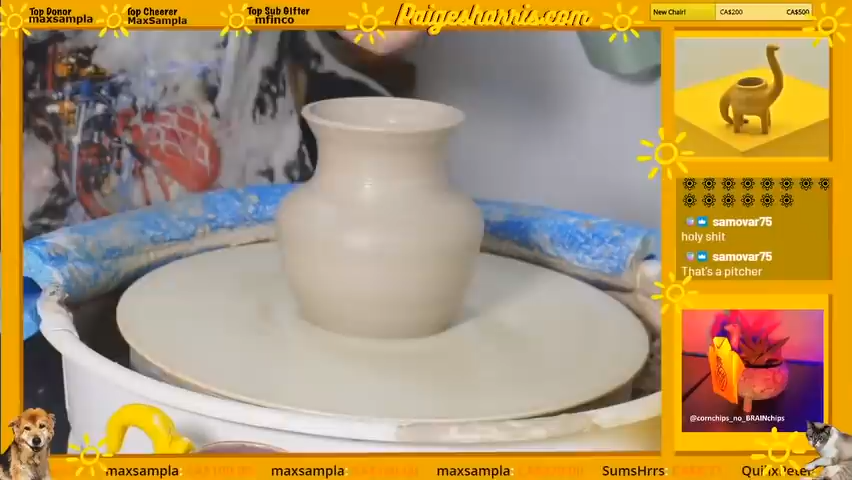 Top Donor
maxsampla
Top Cheerer
MaxSampla
Top Sub Gifter
mfinco
Paigesharris.com
New Chair!
CA$200
CA$500
samovar75
holy shit
samovar75
That's a pitcher
@cornchips_no_BRAINchips
maxsampla:
maxsampla:
maxsampla:
SumsHrrs: